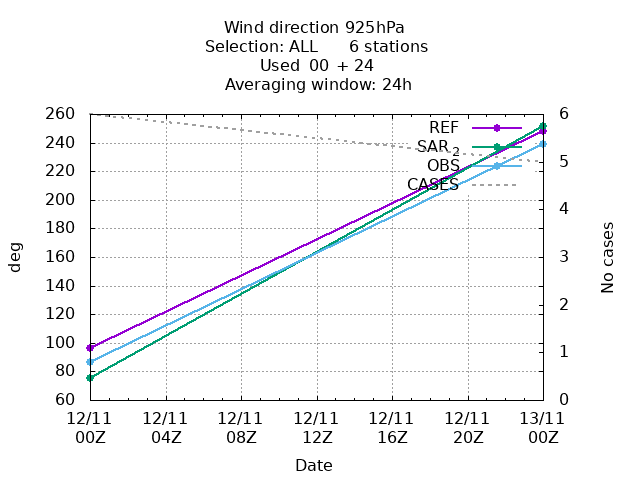 Wind direction 925hPa
Selection: ALL 6 stations
Used 00 + 24
Averaging window: 24h
260
240
220
200
180
160
140
120
100
80
60
deg
REF
SAR 2
OBS
CASES
6
5
4
3
2
1
0
No cases
12/11 12/11 12/11 12/11 12/11 12/11 13/11
00Z 04Z 08Z 12Z 16Z 20Z 00Z
Date